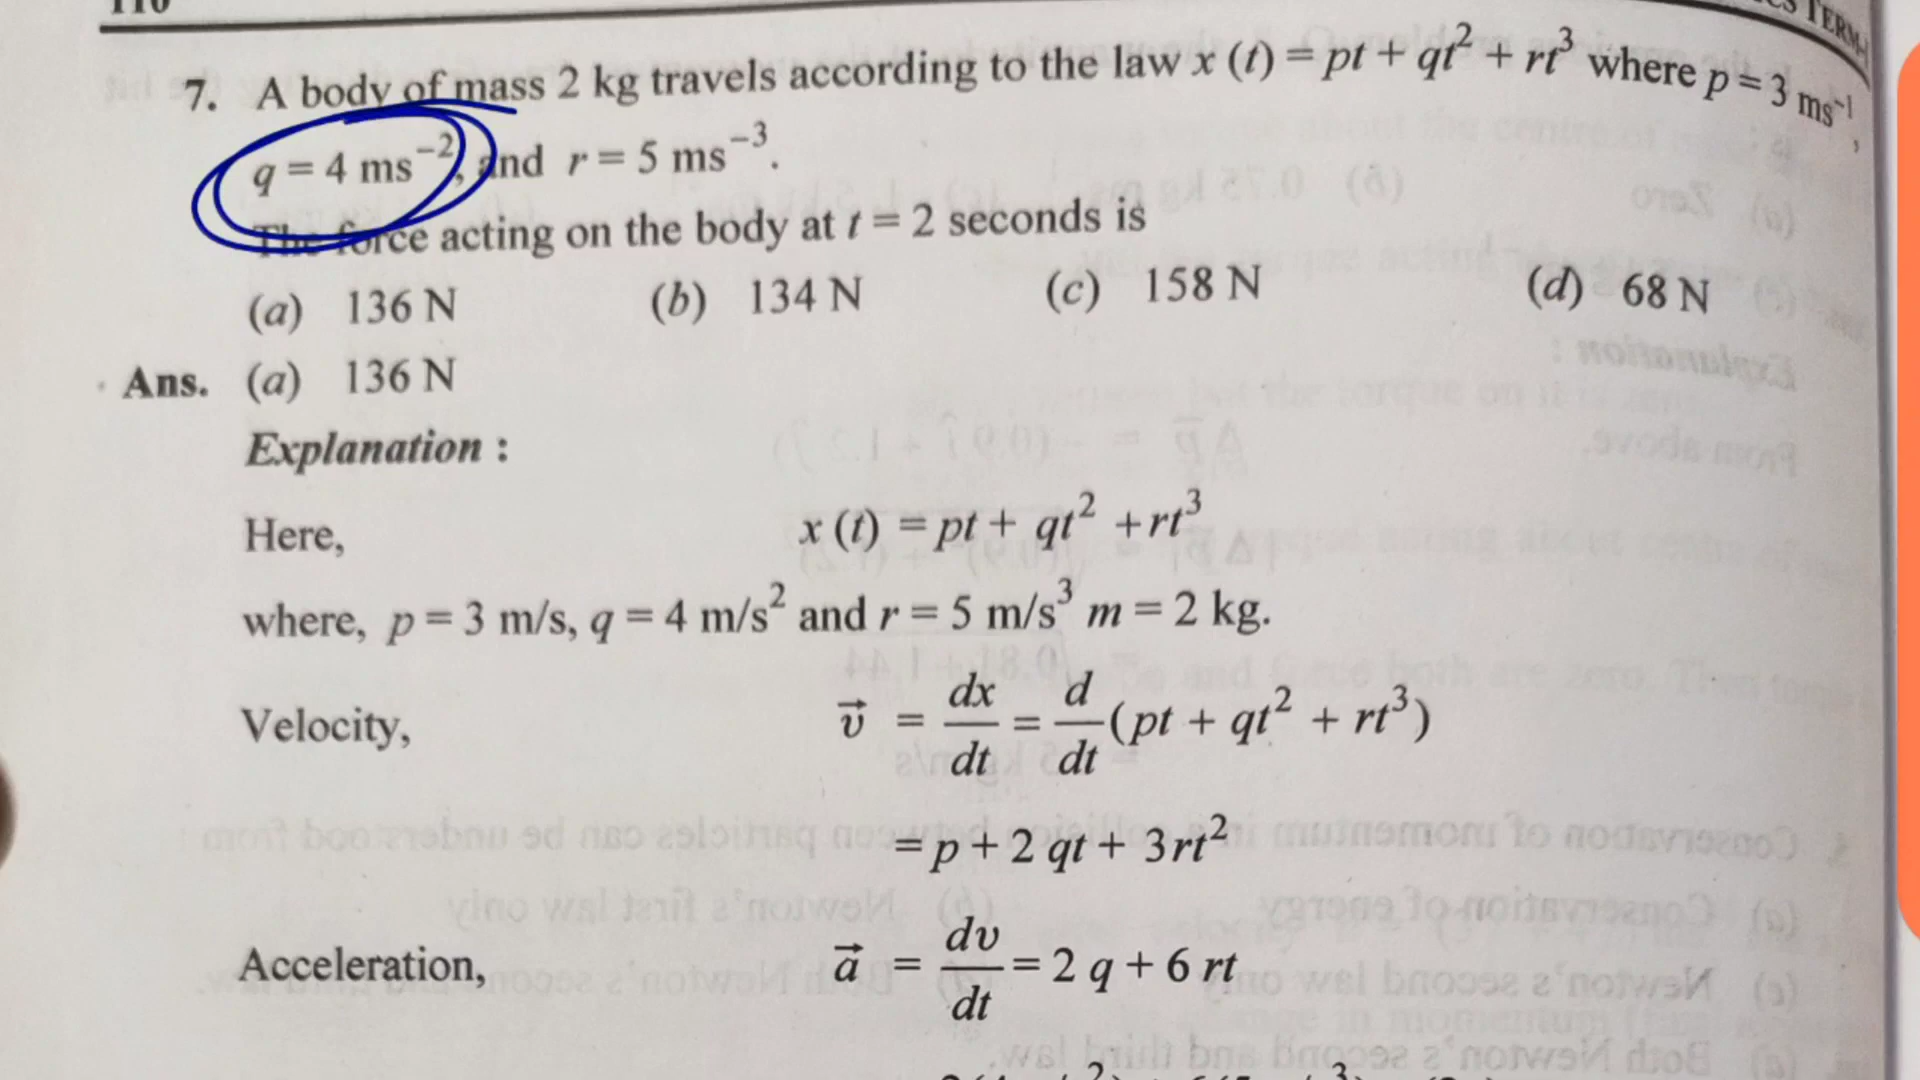 110
TERM-I
7. A body of mass 2 kg travels according to the law x (t) = pt + qt² + rt³ where p = 3 ms⁻¹,
q = 4 ms⁻², and r = 5 ms⁻³.
The force acting on the body at t = 2 seconds is
(a) 136 N (b) 134 N (c) 158 N (d) 68 N
Ans. (a) 136 N
Explanation :
Here, x (t) = pt + qt² + rt³
where, p = 3 m/s, q = 4 m/s² and r = 5 m/s³ m = 2 kg.
Velocity, v⃗ = dx/dt = d/dt (pt + qt² + rt³)
= p + 2 qt + 3rt²
Acceleration, a⃗ = dv/dt = 2 q + 6 rt